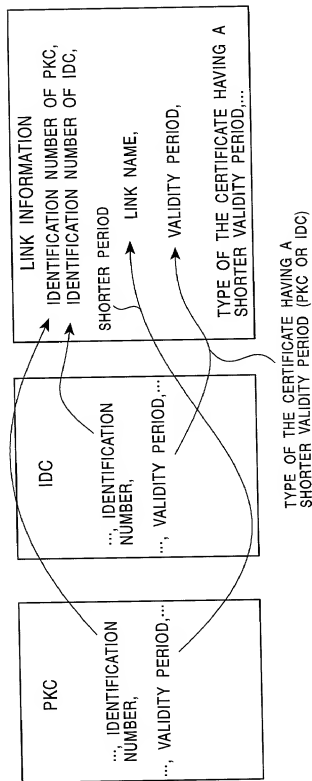 PKC
..., IDENTIFICATION
NUMBER,
..., VALIDITY PERIOD,...
IDC
..., IDENTIFICATION
NUMBER,
..., VALIDITY PERIOD,...
LINK INFORMATION
IDENTIFICATION NUMBER OF PKC,
IDENTIFICATION NUMBER OF IDC,
SHORTER PERIOD
LINK NAME,
VALIDITY PERIOD,
TYPE OF THE CERTIFICATE HAVING A
SHORTER VALIDITY PERIOD,...
TYPE OF THE CERTIFICATE HAVING A
SHORTER VALIDITY PERIOD (PKC OR IDC)